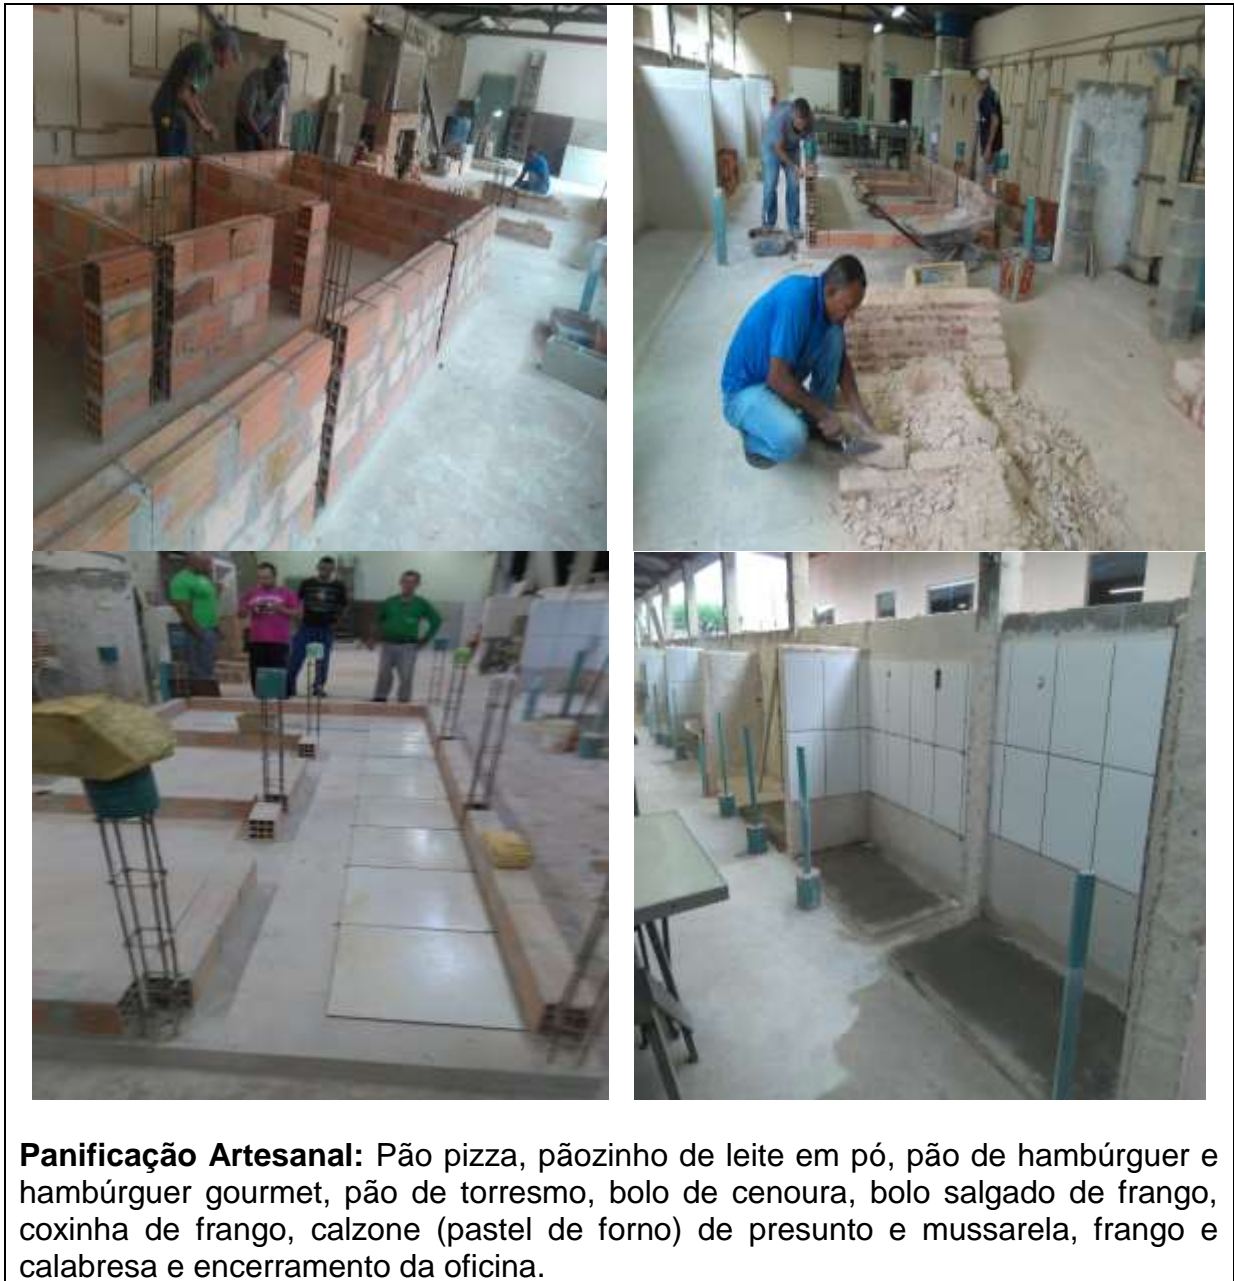 Panificação Artesanal: Pão pizza, pãozinho de leite em pó, pão de hambúrguer e
hambúrguer gourmet, pão de torresmo, bolo de cenoura, bolo salgado de frango,
coxinha de frango, calzone (pastel de forno) de presunto e mussarela, frango e
calabresa e encerramento da oficina.